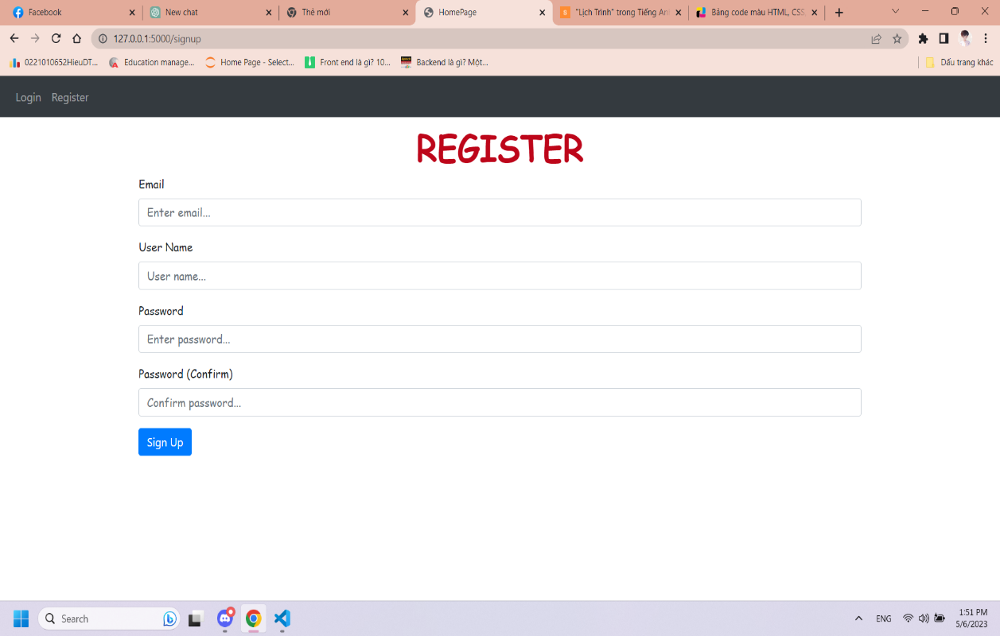 Facebook
New chat
Thẻ mới
HomePage
"Lịch Trình" trong Tiếng An
Bảng code màu HTML, CSS
127.0.0.1:5000/signup
0221010652HieuDT...
Education manage...
Home Page - Select...
Front end là gì? 10...
Backend là gì? Một...
Dấu trang khác
Login Register
REGISTER
Email
Enter email...
User Name
User name...
Password
Enter password...
Password (Confirm)
Confirm password...
Sign Up
Search
ENG
1:51 PM
5/6/2023